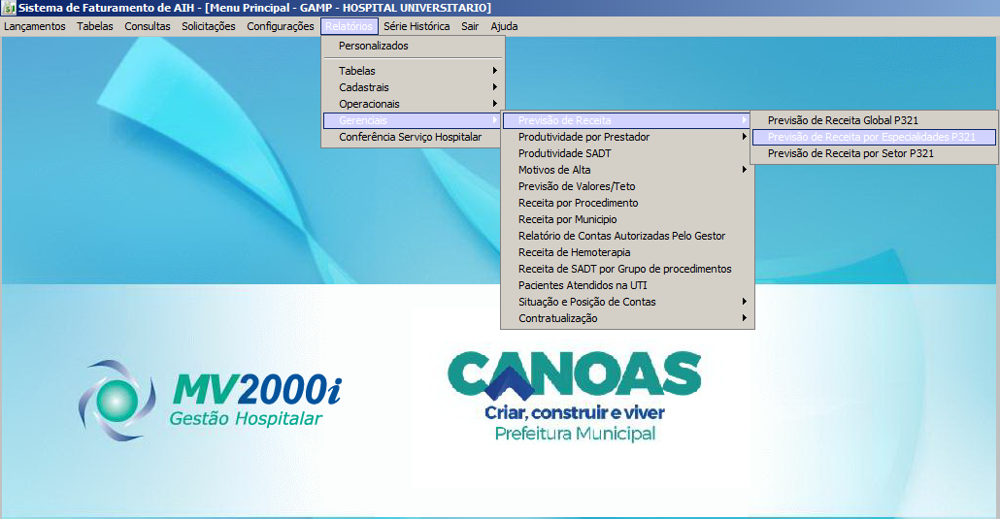 Sistema de Faturamento de AIH - [Menu Principal - GAMP - HOSPITAL UNIVERSITARIO]
Lançamentos Tabelas Consultas Solicitações Configurações Relatórios Série Histórica Sair Ajuda
Personalizados
Tabelas
Cadastrais
Operacionais
Gerenciais
Conferência Serviço Hospitalar
Previsão de Receita
Produtividade por Prestador
Produtividade SADT
Motivos de Alta
Previsão de Valores/Teto
Receita por Procedimento
Receita por Municipio
Relatório de Contas Autorizadas Pelo Gestor
Receita de Hemoterapia
Receita de SADT por Grupo de procedimentos
Pacientes Atendidos na UTI
Situação e Posição de Contas
Contratualização
Previsão de Receita Global P321
Previsão de Receita por Especialidades P321
Previsão de Receita por Setor P321
MV2000i
Gestão Hospitalar
CANOAS
Criar, construir e viver
Prefeitura Municipal